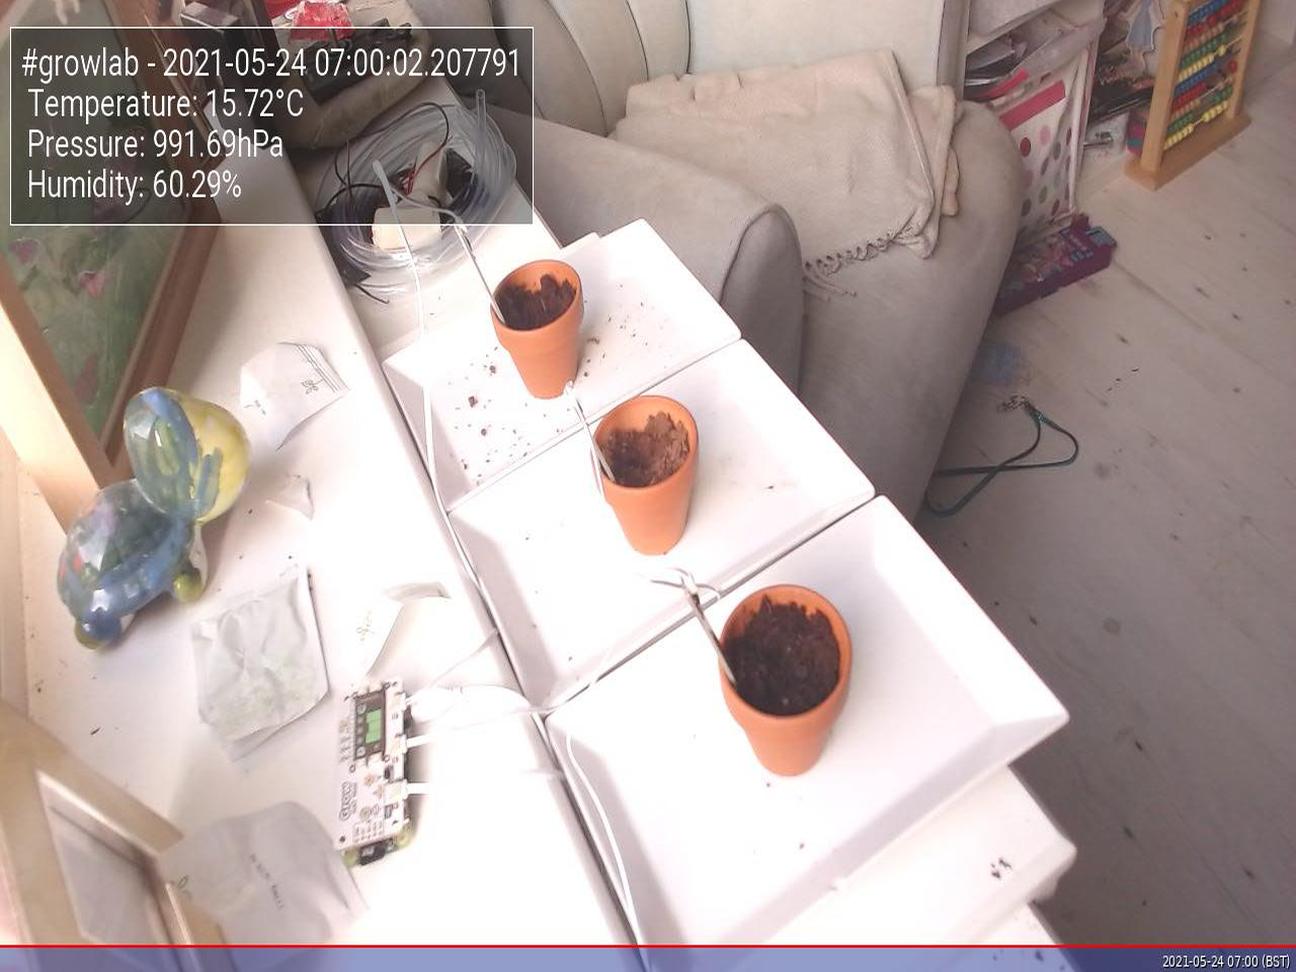 #growlab - 2021-05-24 07:00:02.207791
Temperature: 15.72°C
Pressure: 991.69hPa
Humidity: 60.29%
GROW
2021-05-24 07:00 (BST)